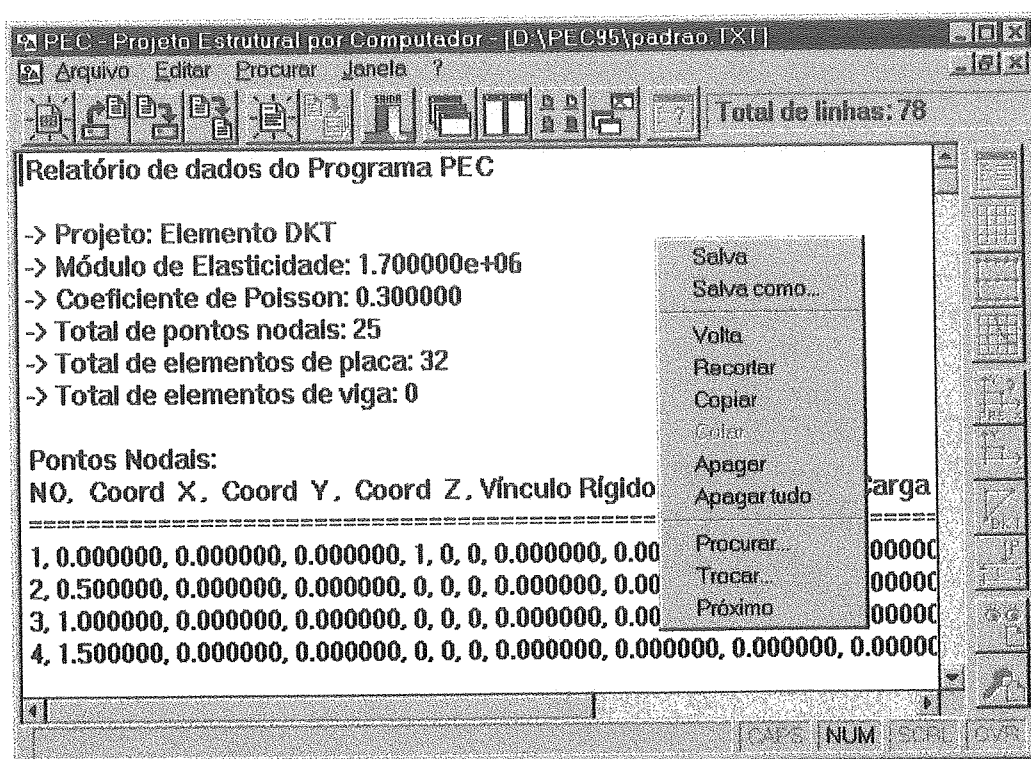 PEC - Projeto Estrutural por Computador - [D:\PEC95\padrao.TXT]
Arquivo Editar Procurar Janela ?
SAIDA
Total de linhas: 78
Relatório de dados do Programa PEC
-> Projeto: Elemento DKT
-> Módulo de Elasticidade: 1.700000e+06
-> Coeficiente de Poisson: 0.300000
-> Total de pontos nodais: 25
-> Total de elementos de placa: 32
-> Total de elementos de viga: 0
Pontos Nodais:
NO, Coord X, Coord Y, Coord Z, Vínculo Rígido Carga
==========================================
1, 0.000000, 0.000000, 0.000000, 1, 0, 0, 0.000000, 0.00 00000
2, 0.500000, 0.000000, 0.000000, 0, 0, 0, 0.000000, 0.00 00000
3, 1.000000, 0.000000, 0.000000, 0, 0, 0, 0.000000, 0.00 00000
4, 1.500000, 0.000000, 0.000000, 0, 0, 0, 0.000000, 0.000000, 0.000000, 0.00000
Salva
Salva como...
Volta
Recortar
Copiar
Colar
Apagar
Apagar tudo
Procurar...
Trocar...
Próximo
DKT
CAPS NUM SCRL OVR